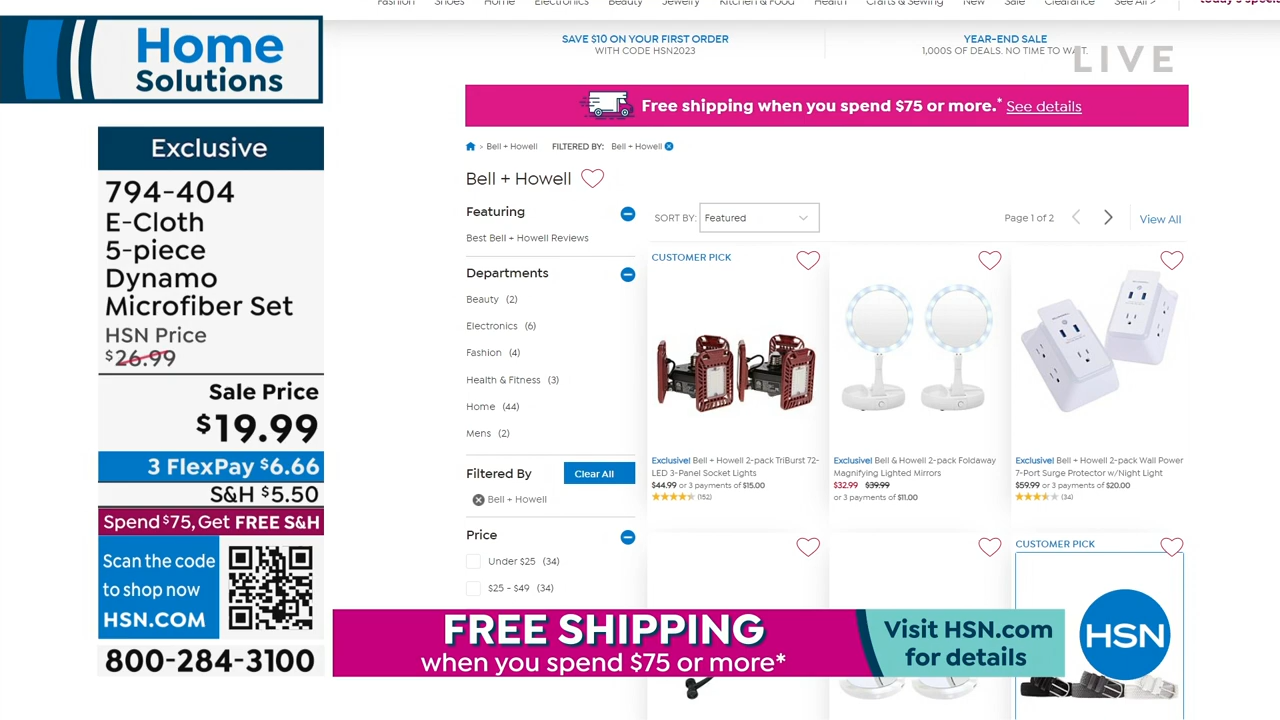 Fashion Shoes Home Electronics Beauty Jewelry Kitchen & Food Health Crafts & Sewing New Sale Clearance See All >
Home
Solutions
SAVE $10 ON YOUR FIRST ORDER
WITH CODE HSN2023
YEAR-END SALE
1,000S OF DEALS. NO TIME TO WAIT.
LIVE
Free shipping when you spend $75 or more.* See details
Exclusive
794-404
E-Cloth
5-piece
Dynamo
Microfiber Set
HSN Price
$26.99
Sale Price
$19.99
3 FlexPay $6.66
S&H $5.50
Spend $75, Get FREE S&H
Scan the code
to shop now
HSN.COM
800-284-3100
> Bell + Howell FILTERED BY: Bell + Howell
Bell + Howell
Featuring
Best Bell + Howell Reviews
Departments
Beauty (2)
Electronics (6)
Fashion (4)
Health & Fitness (3)
Home (44)
Mens (2)
Filtered By Clear All
Bell + Howell
Price
Under $25 (34)
$25 - $49 (34)
SORT BY: Featured
Page 1 of 2
View All
CUSTOMER PICK
Exclusive! Bell + Howell 2-pack TriBurst 72-
LED 3-Panel Socket Lights
$44.99 or 3 payments of $15.00
(152)
Exclusive! Bell & Howell 2-pack Foldaway
Magnifying Lighted Mirrors
$32.99 $39.99
or 3 payments of $11.00
Exclusive! Bell + Howell 2-pack Wall Power
7-Port Surge Protector w/Night Light
$59.99 or 3 payments of $20.00
(34)
CUSTOMER PICK
FREE SHIPPING
when you spend $75 or more*
Visit HSN.com
for details
HSN